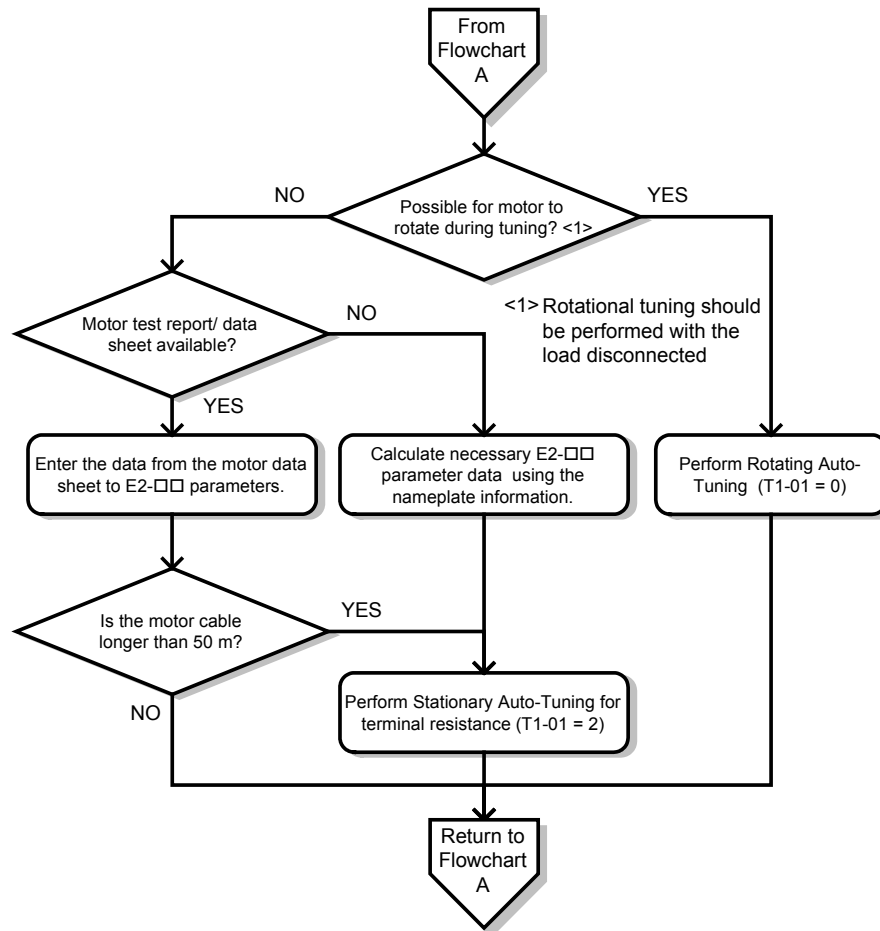 From
Flowchart
A
NO
YES
Possible for motor to
rotate during tuning? <1>
<1> Rotational tuning should
be performed with the
load disconnected
Motor test report/ data
sheet available?
NO
YES
Enter the data from the motor data
sheet to E2-□□ parameters.
Calculate necessary E2-□□
parameter data using the
nameplate information.
Perform Rotating Auto-
Tuning (T1-01 = 0)
Is the motor cable
longer than 50 m?
YES
NO
Perform Stationary Auto-Tuning for
terminal resistance (T1-01 = 2)
Return to
Flowchart
A